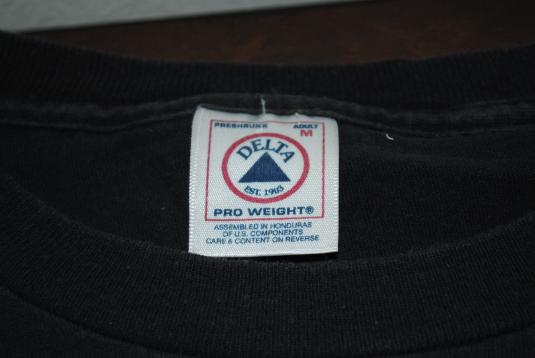 PRESHRUNK ADULT
M
DELTA
EST. 1903
PRO WEIGHT®
ASSEMBLED IN HONDURAS
OF U.S. COMPONENTS
CARE & CONTENT ON REVERSE